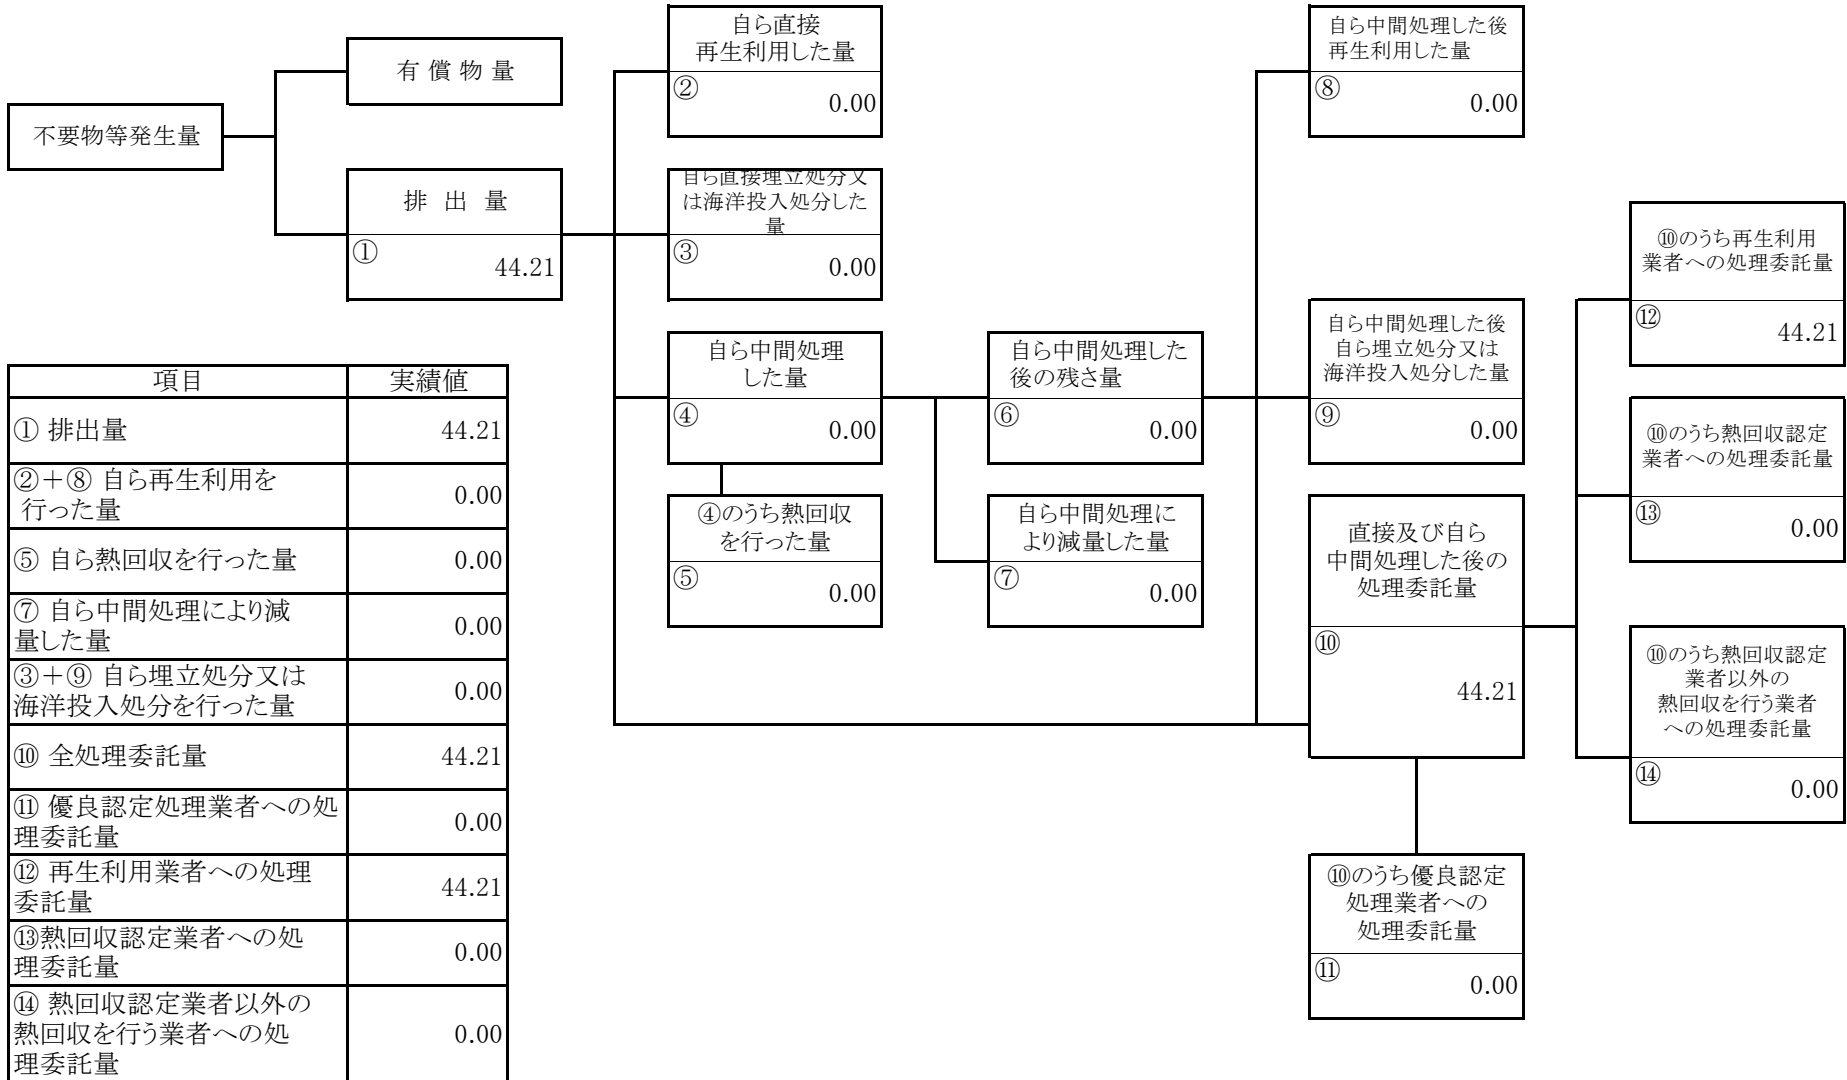 不要物等発生量
有 償 物 量
排 出 量
①
44.21
自ら直接
再生利用した量
②
0.00
自ら直接埋立処分又
は海洋投入処分した
量
③
0.00
自ら中間処理
した量
④
0.00
④のうち熱回収
を行った量
⑤
0.00
自ら中間処理した
後の残さ量
⑥
0.00
自ら中間処理に
より減量した量
⑦
0.00
自ら中間処理した後
再生利用した量
⑧
0.00
自ら中間処理した後
自ら埋立処分又は
海洋投入処分した量
⑨
0.00
直接及び自ら
中間処理した後の
処理委託量
⑩
44.21
⑩のうち優良認定
処理業者への
処理委託量
⑪
0.00
⑩のうち再生利用
業者への処理委託量
⑫
44.21
⑩のうち熱回収認定
業者への処理委託量
⑬
0.00
⑩のうち熱回収認定
業者以外の
熱回収を行う業者
への処理委託量
⑭
0.00
項目 実績値
① 排出量 44.21
②+⑧ 自ら再生利用を
行った量 0.00
⑤ 自ら熱回収を行った量 0.00
⑦ 自ら中間処理により減
量した量 0.00
③+⑨ 自ら埋立処分又は
海洋投入処分を行った量 0.00
⑩ 全処理委託量 44.21
⑪ 優良認定処理業者への処
理委託量 0.00
⑫ 再生利用業者への処理
委託量 44.21
⑬熱回収認定業者への処
理委託量 0.00
⑭ 熱回収認定業者以外の
熱回収を行う業者への処
理委託量 0.00